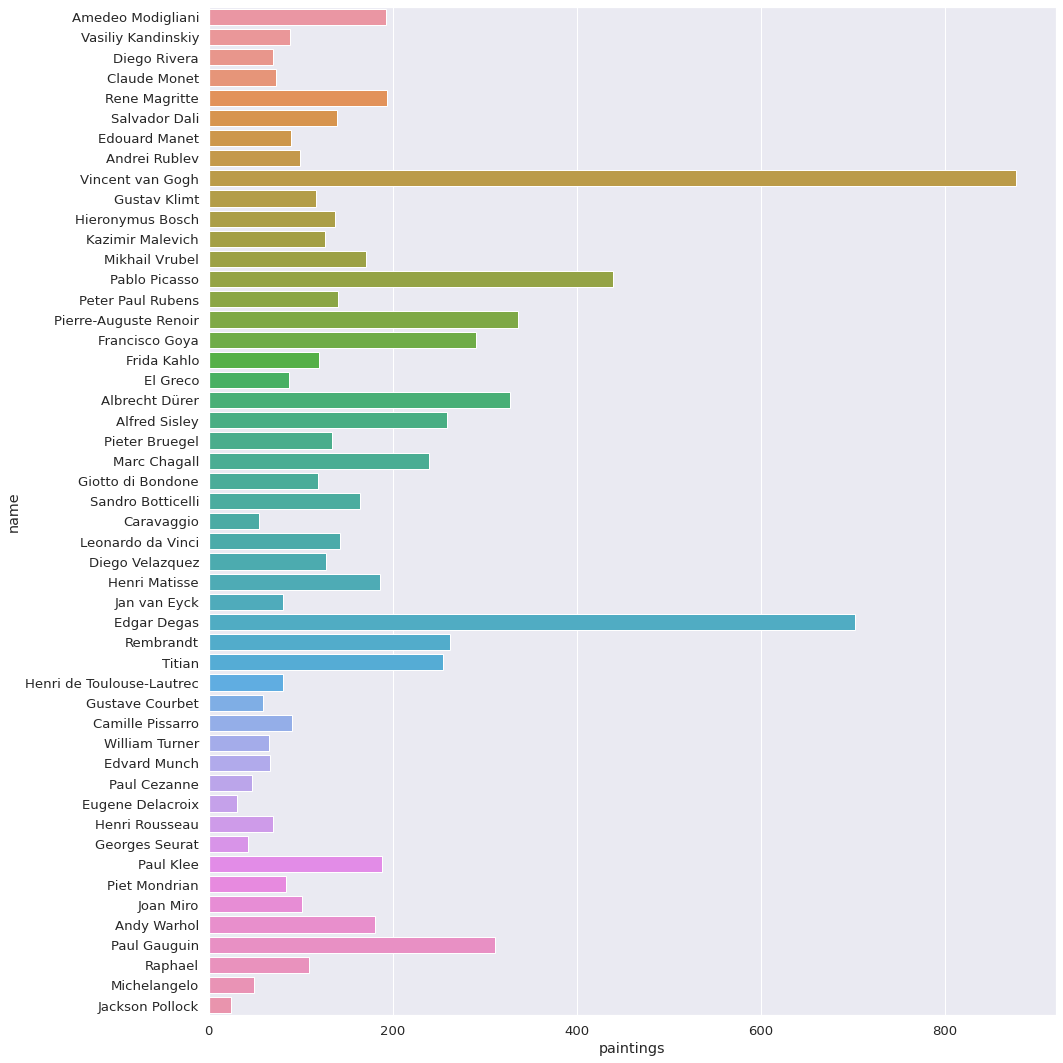 Amedeo Modigliani
Vasiliy Kandinskiy
Diego Rivera
Claude Monet
Rene Magritte
Salvador Dali
Edouard Manet
Andrei Rublev
Vincent van Gogh
Gustav Klimt
Hieronymus Bosch
Kazimir Malevich
Mikhail Vrubel
Pablo Picasso
Peter Paul Rubens
Pierre-Auguste Renoir
Francisco Goya
Frida Kahlo
El Greco
Albrecht Dürer
Alfred Sisley
Pieter Bruegel
Marc Chagall
Giotto di Bondone
Sandro Botticelli
Caravaggio
Leonardo da Vinci
Diego Velazquez
Henri Matisse
Jan van Eyck
Edgar Degas
Rembrandt
Titian
Henri de Toulouse-Lautrec
Gustave Courbet
Camille Pissarro
William Turner
Edvard Munch
Paul Cezanne
Eugene Delacroix
Henri Rousseau
Georges Seurat
Paul Klee
Piet Mondrian
Joan Miro
Andy Warhol
Paul Gauguin
Raphael
Michelangelo
Jackson Pollock
name
0 200 400 600 800
paintings